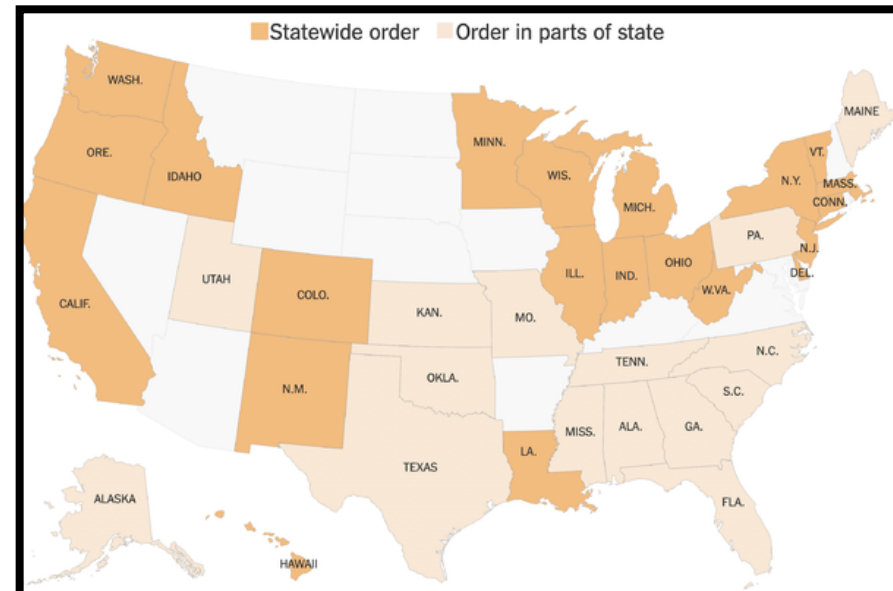 Statewide order
Order in parts of state
WASH.
MAINE
ORE.
MINN.
VT.
IDAHO
WIS.
N.Y.
MASS.
MICH.
CONN.
PA.
N.J.
OHIO
ILL.
IND.
DEL.
UTAH
W.VA.
COLO.
CALIF.
KAN.
MO.
N.C.
TENN.
OKLA.
N.M.
S.C.
MISS.
ALA.
GA.
LA.
TEXAS
ALASKA
FLA.
HAWAII